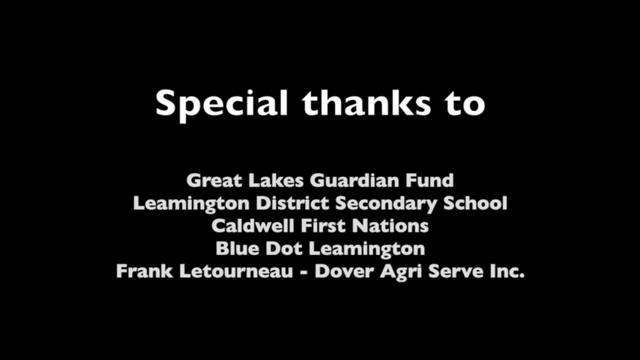 Special thanks to
Great Lakes Guardian Fund
Leamington District Secondary School
Caldwell First Nations
Blue Dot Leamington
Frank Letourneau - Dover Agri Serve Inc.